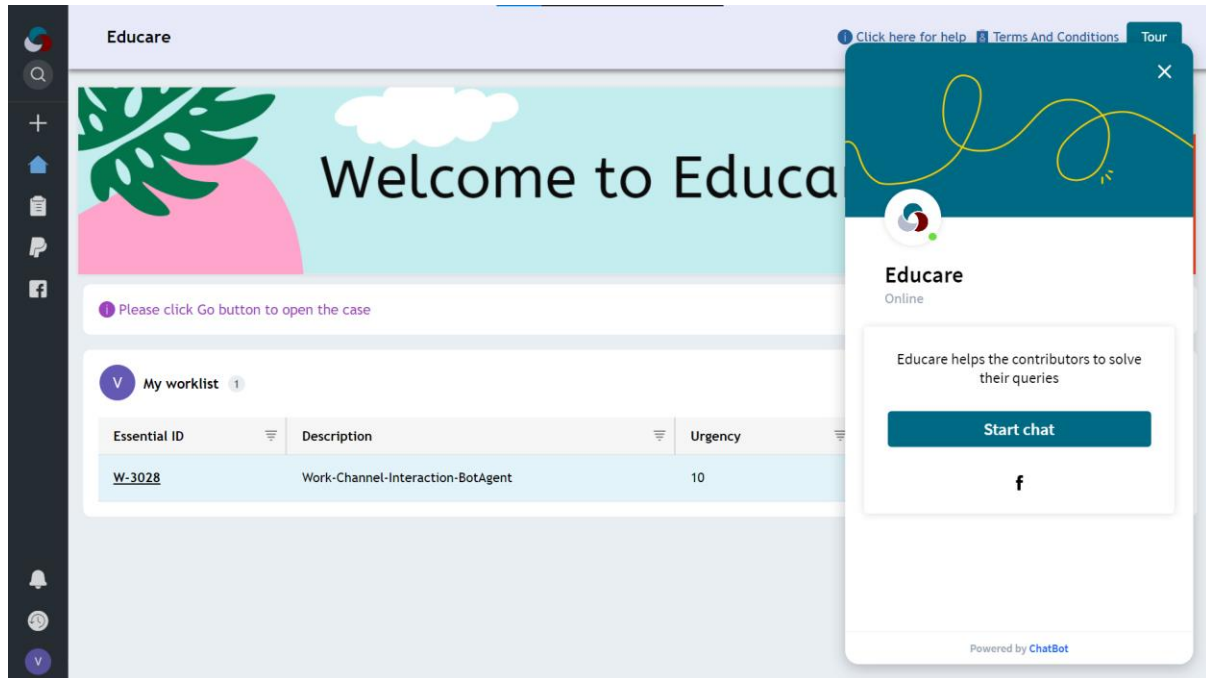 Educare
Click here for help
Terms And Conditions
Tour
Welcome to Educa
Please click Go button to open the case
V
My worklist 1
Essential ID
Description
Urgency
W-3028
Work-Channel-Interaction-BotAgent
10
V
Educare
Online
Educare helps the contributors to solve
their queries
Start chat
Powered by ChatBot